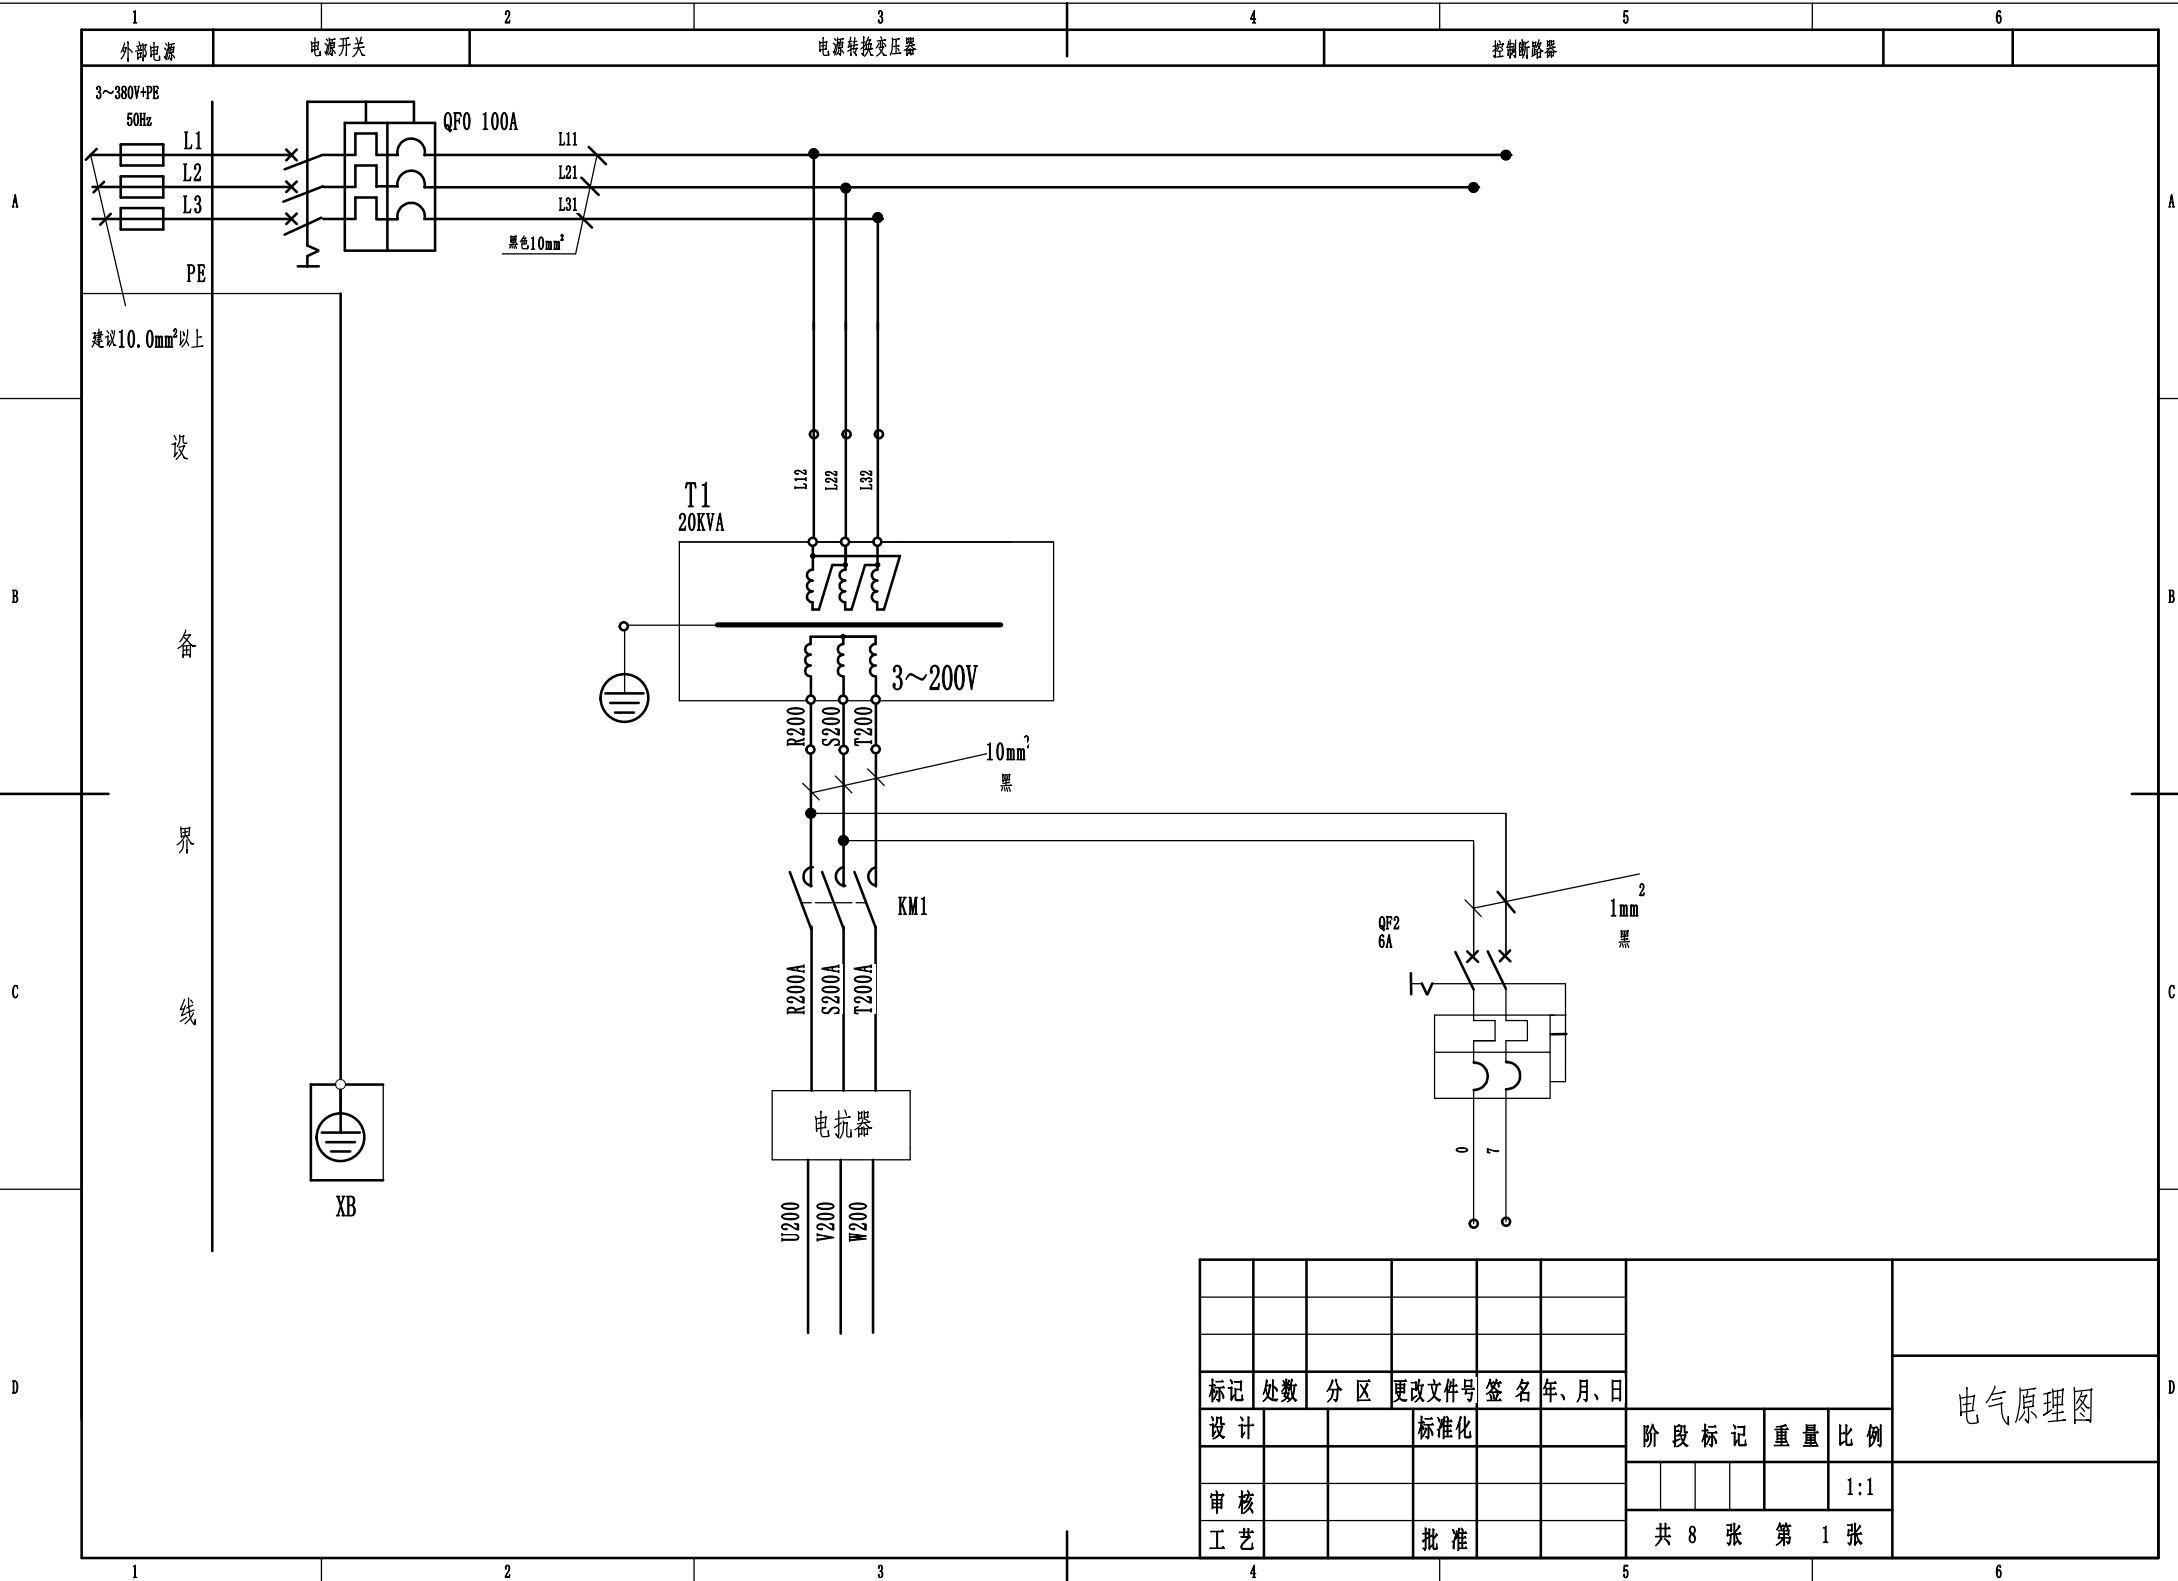 1 2 3 4 5 6
外部电源 电源开关 电源转换变压器 控制断路器
3～380V+PE
50Hz
QF0 100A
L1 L11
L2 L21
L3 L31
A A
黑色10mm²
PE
建议10.0mm²以上
设
L12 L22 L32
T1
20KVA
B B
备
3～200V
R200 S200 T200
10mm²
黑
界
KM1
1mm²
黑
QF2
6A
R200A S200A T200A
C C
线
电抗器
0 7
XB
U200 V200 W200
D D
标记 处数 分 区 更改文件号 签 名 年、月、日
电气原理图
设 计 标准化
阶 段 标 记 重 量 比 例
1:1
审 核
共 8 张 第 1 张
工 艺 批 准
1 2 3 4 5 6